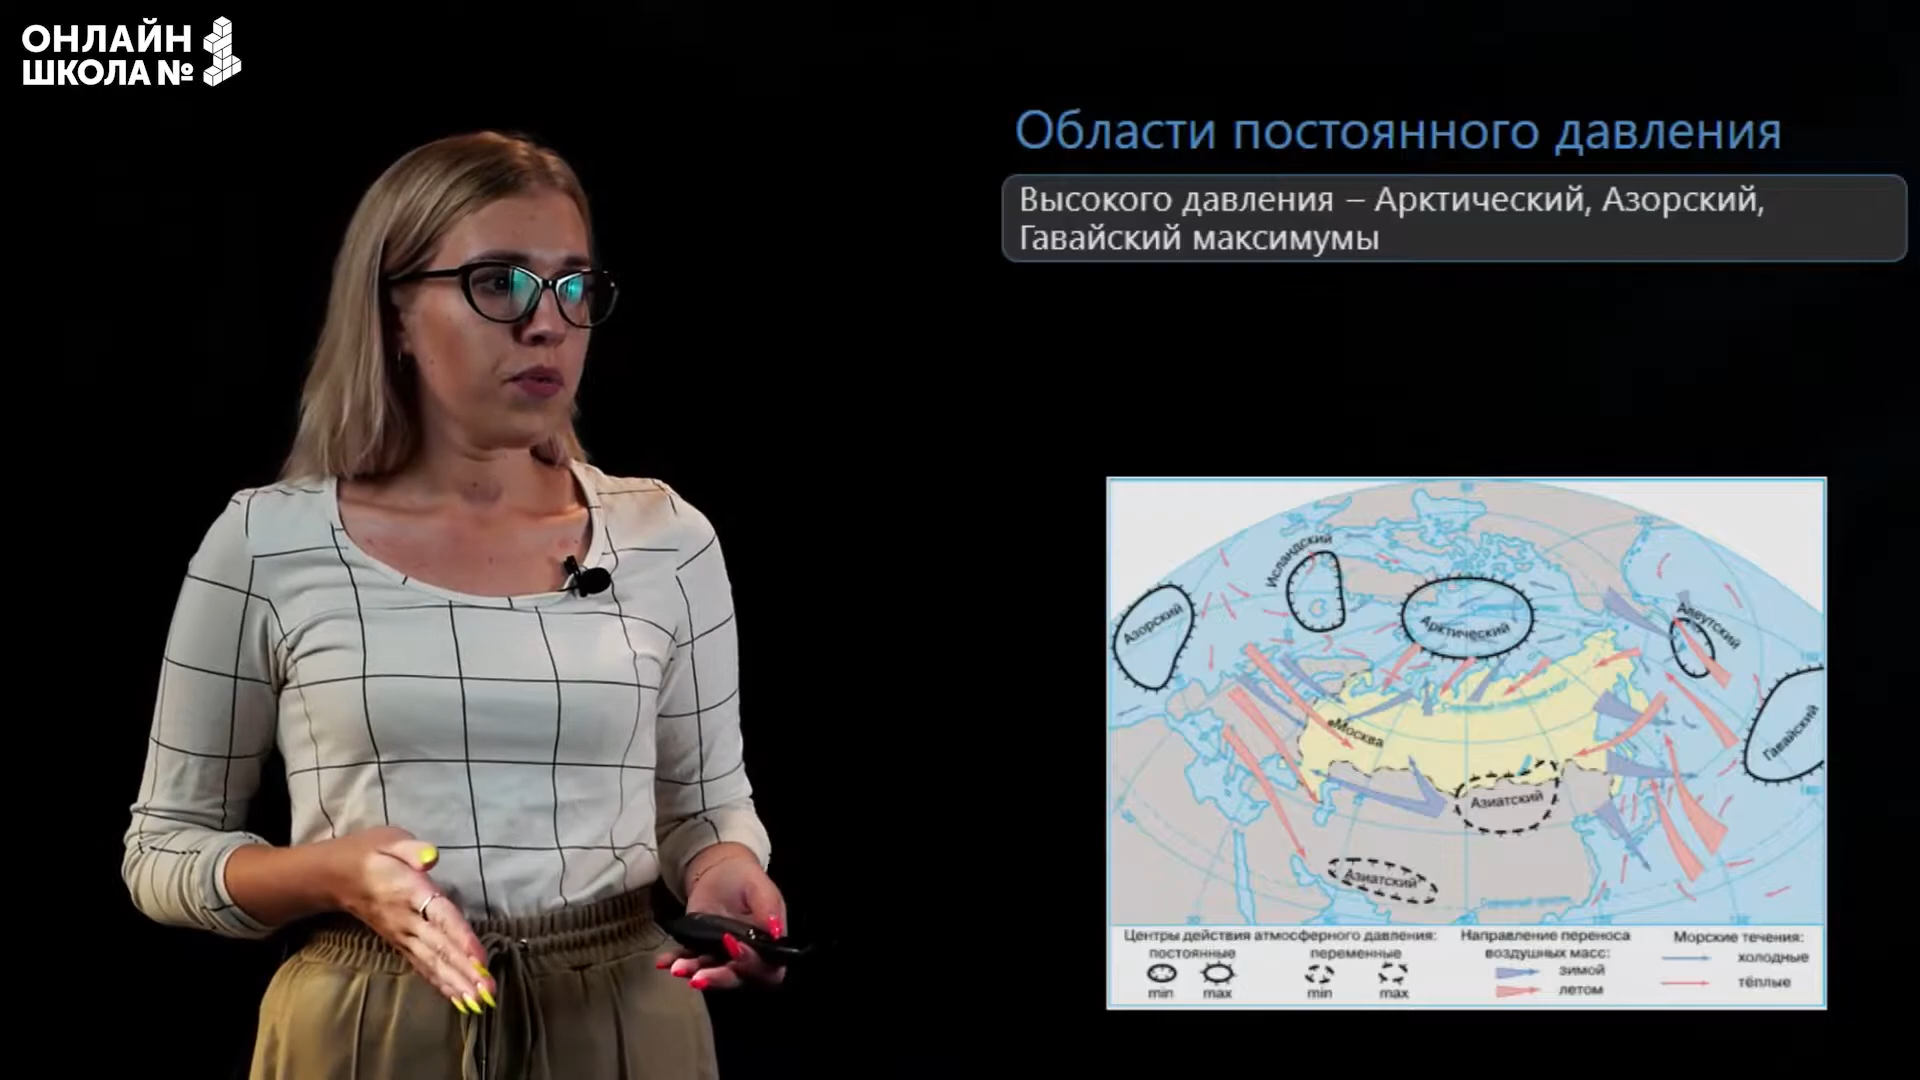 ОНЛАЙН
ШКОЛА №
Области постоянного давления
Высокого давления – Арктический, Азорский,
Гавайский максимумы
Исландский
Азорский
Арктический
Алеутский
Гавайский
Москва
Азиатский
Азиатский
Центры действия атмосферного давления:
постоянные
переменные
min
max
min
max
Направление переноса
воздушных масс:
зимой
летом
Морские течения:
холодные
тёплые